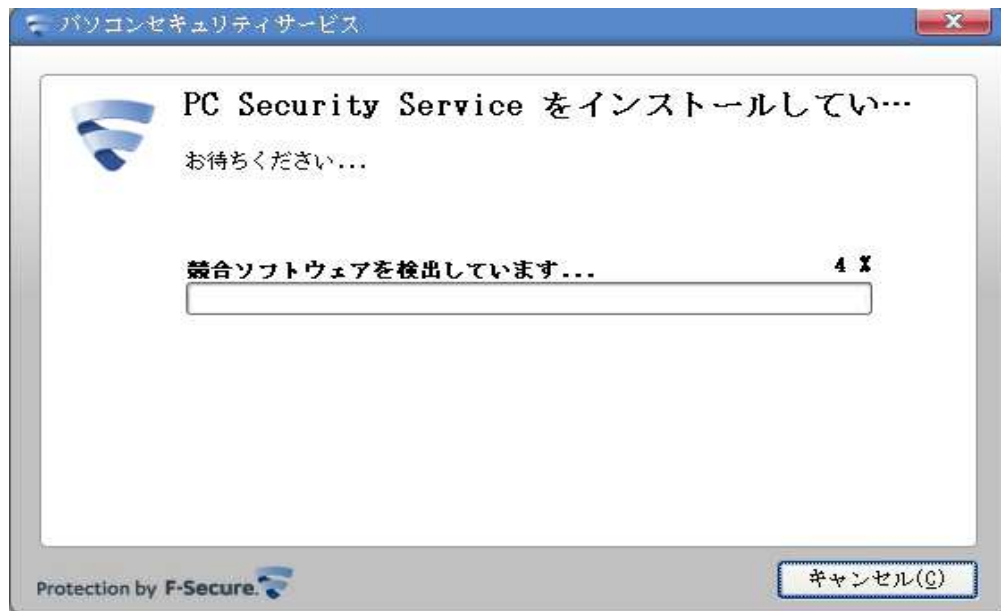 パソコンセキュリティサービス
PC Security Service をインストールしてい…
お待ちください...
競合ソフトウェアを検出しています... 4 %
Protection by F-Secure.
キャンセル(C)